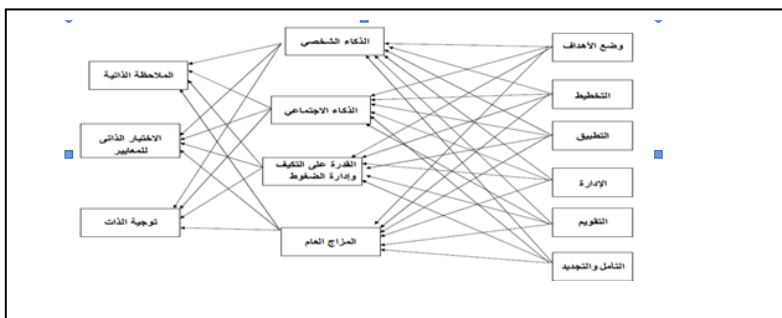 وضع الأهداف
التخطيط
التطبيق
الإدارة
التقويم
التأمل والتجديد
الذكاء الشخصي
الذكاء الاجتماعي
القدرة على التكيف
وإدارة الضغوط
المزاج العام
الملاحظة الذاتية
الاختبار الذاتى
للمعايير
توجية الذات